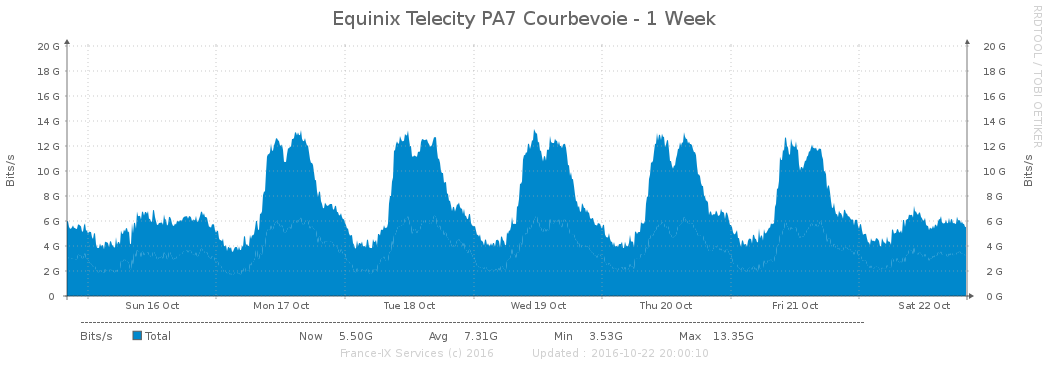 Equinix Telecity PA7 Courbevoie - 1 Week
RRDTOOL / TOBI OETIKER
20 G 20 G
18 G 18 G
16 G 16 G
14 G 14 G
12 G 12 G
10 G 10 G
8 G 8 G
6 G 6 G
4 G 4 G
2 G 2 G
0 0 G
Bits/s
Bits/s
Sun 16 Oct Mon 17 Oct Tue 18 Oct Wed 19 Oct Thu 20 Oct Fri 21 Oct Sat 22 Oct
Bits/s Total Now 5.50G Avg 7.31G Min 3.53G Max 13.35G
France-IX Services (c) 2016 Updated : 2016-10-22 20:00:10